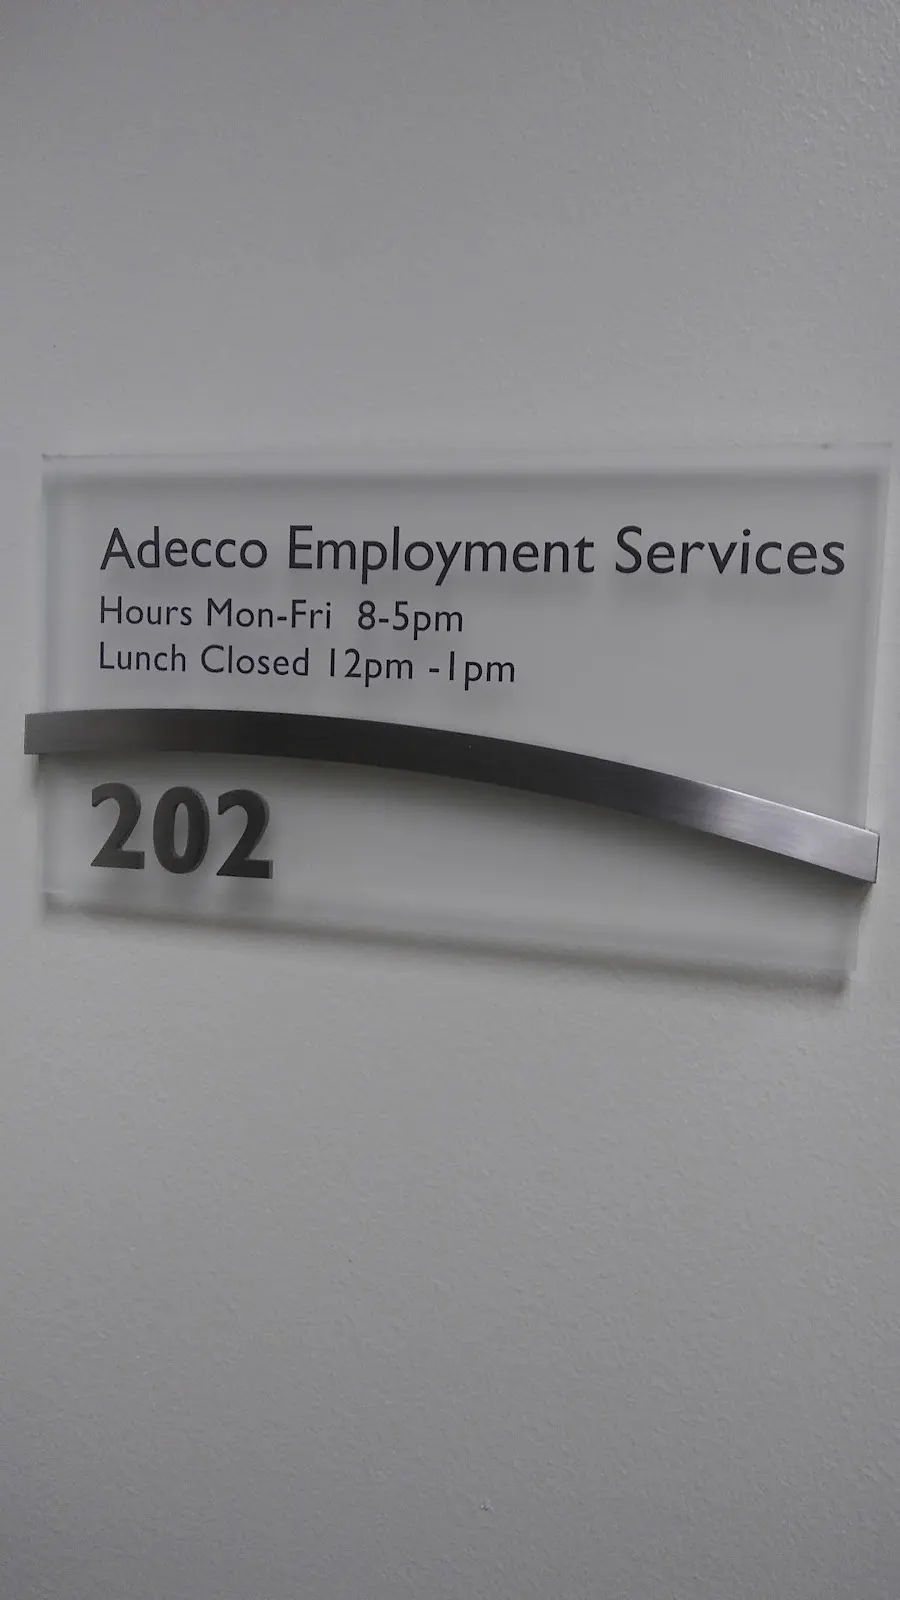 Adecco Employment Services
Hours Mon-Fri 8-5pm
Lunch Closed 12pm -1pm
202